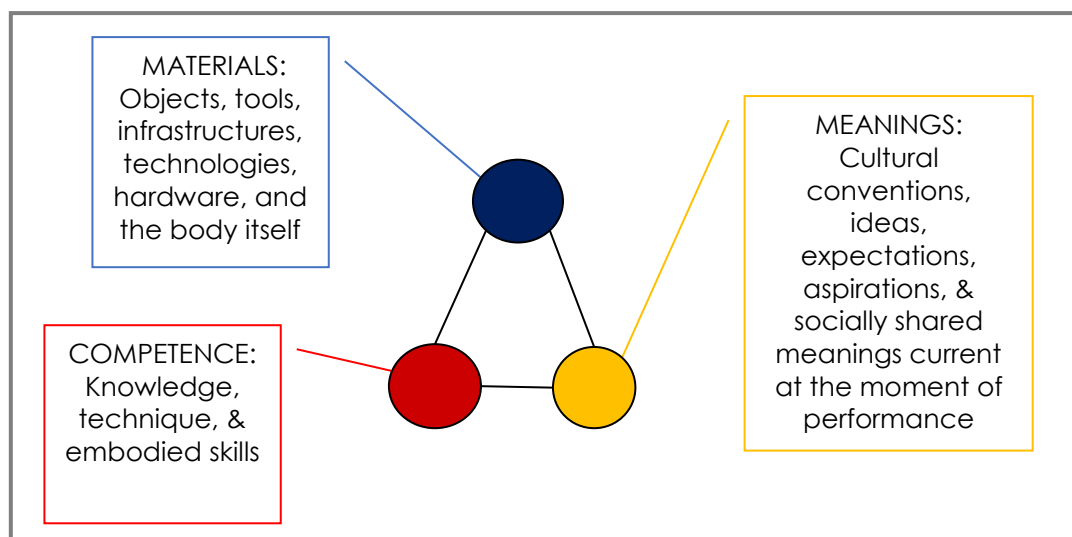 MATERIALS:
Objects, tools,
infrastructures,
technologies,
hardware, and
the body itself
MEANINGS:
Cultural
conventions,
ideas,
expectations,
aspirations, &
socially shared
meanings current
at the moment of
performance
COMPETENCE:
Knowledge,
technique, &
embodied skills